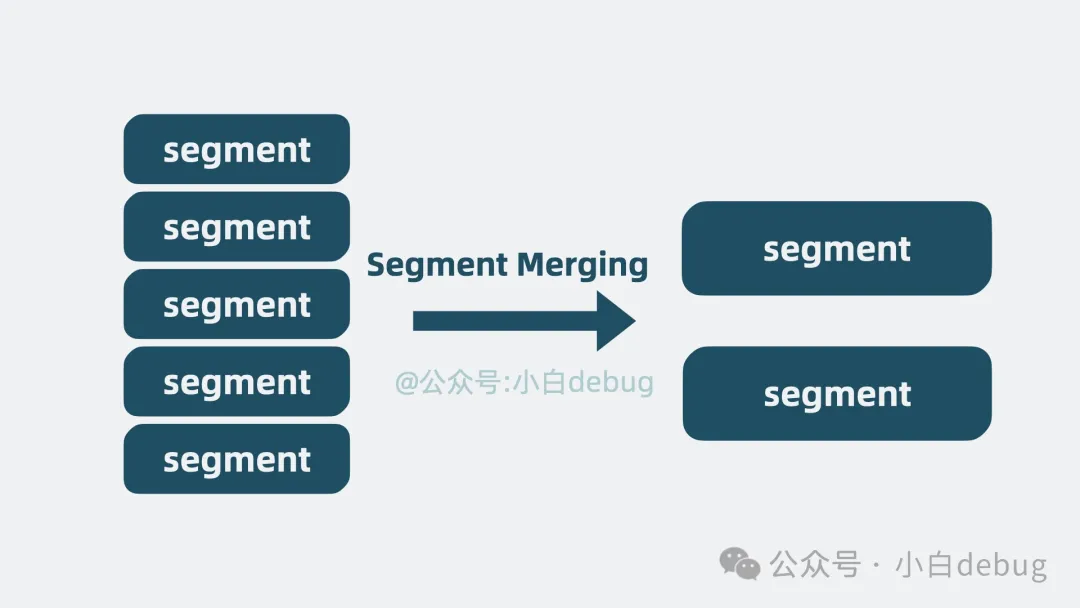 segment
segment
segment
segment
segment
Segment Merging
@公众号:小白debug
segment
segment
公众号 · 小白debug